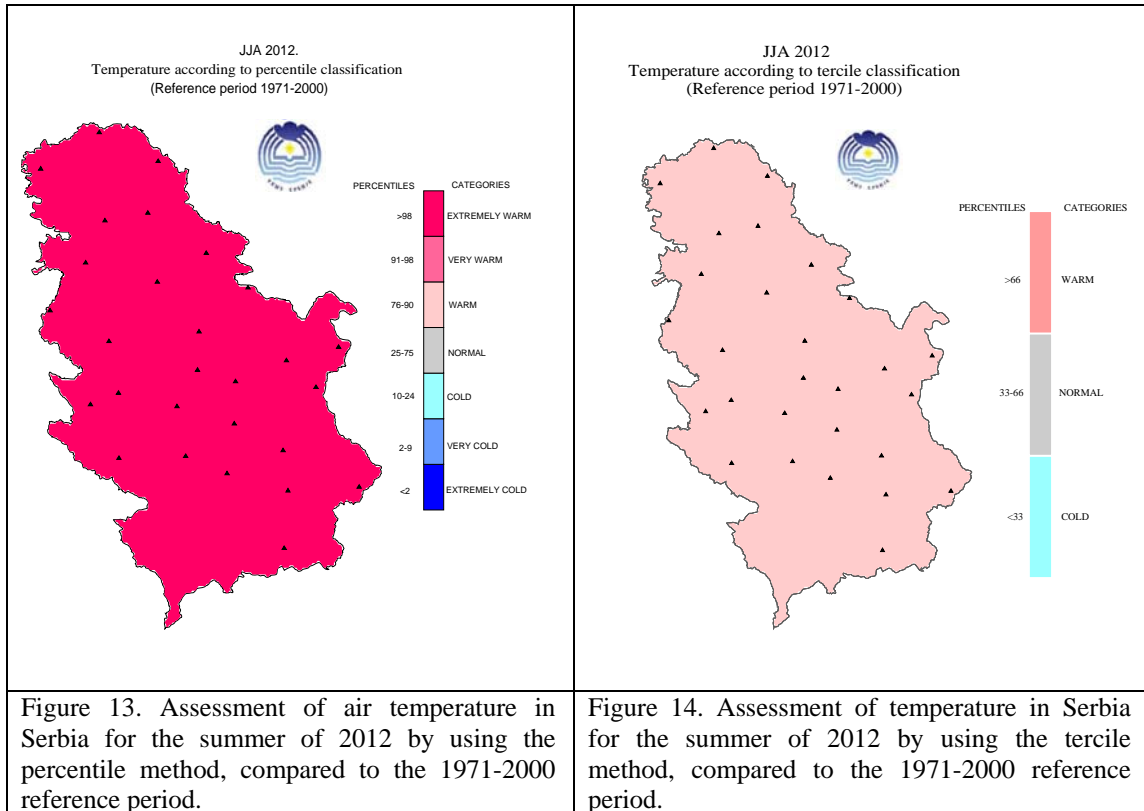 JJA 2012.
Temperature according to percentile classification
(Reference period 1971-2000)
PERCENTILES CATEGORIES
>98 EXTREMELY WARM
91-98 VERY WARM
76-90 WARM
25-75 NORMAL
10-24 COLD
2-9 VERY COLD
<2 EXTREMELY COLD
Figure 13. Assessment of air temperature in
Serbia for the summer of 2012 by using the
percentile method, compared to the 1971-2000
reference period.
JJA 2012
Temperature according to tercile classification
(Reference period 1971-2000)
PERCENTILES CATEGORIES
>66 WARM
33-66 NORMAL
<33 COLD
Figure 14. Assessment of temperature in Serbia
for the summer of 2012 by using the tercile
method, compared to the 1971-2000 reference
period.